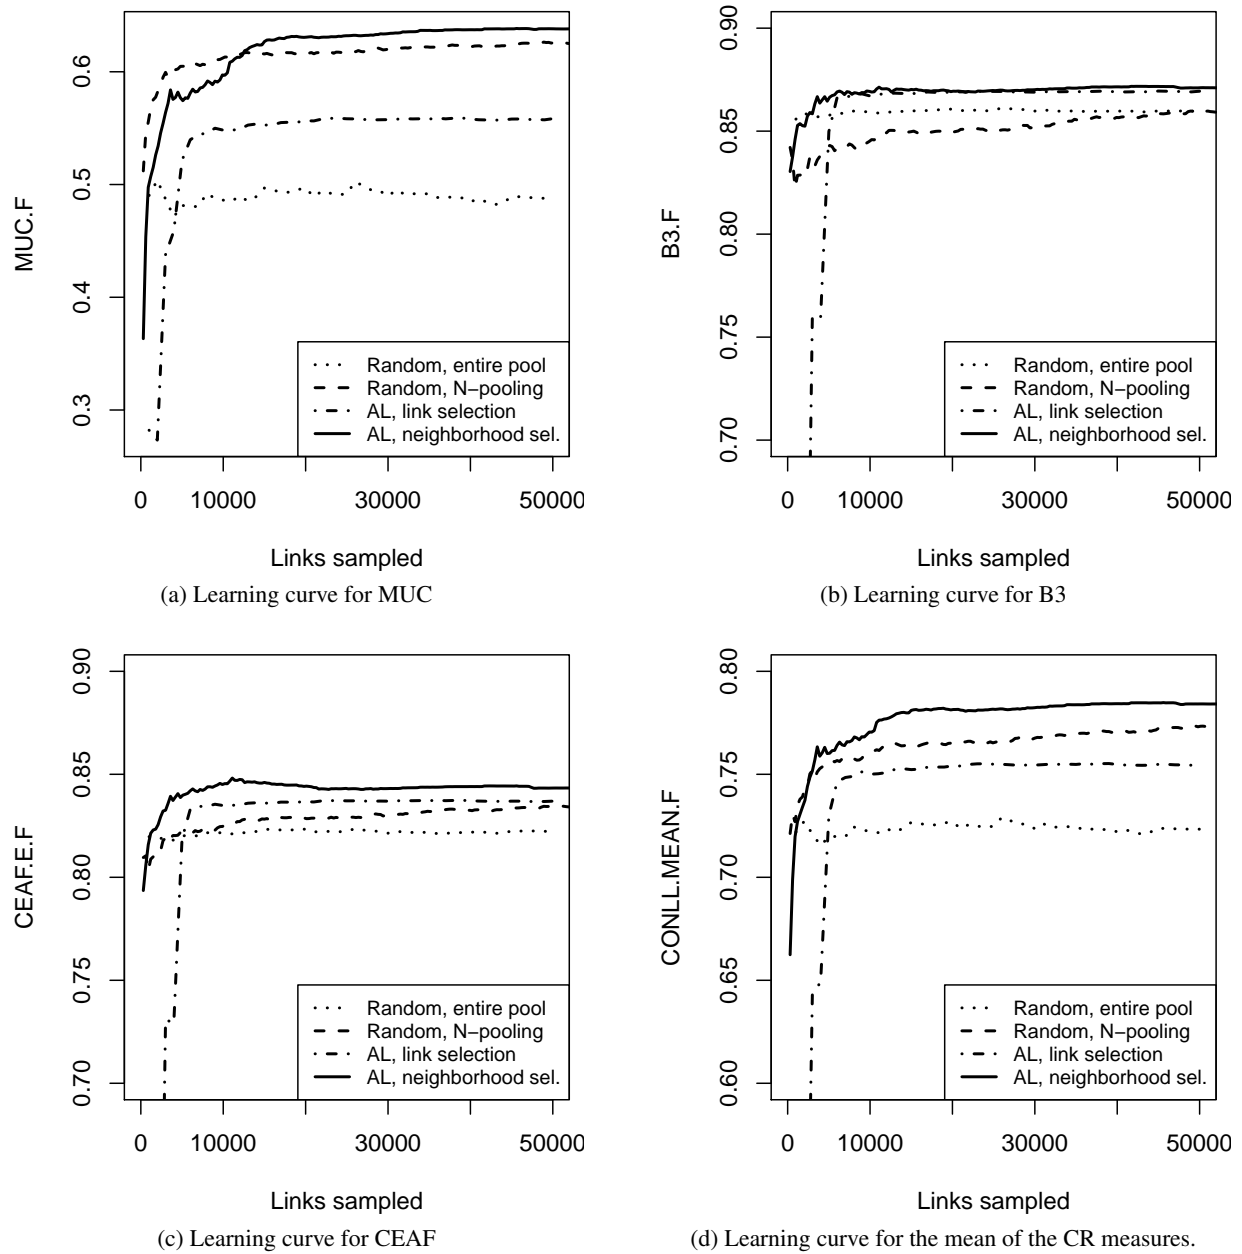 MUC.F
0.6
0.5
0.4
0.3
Random, entire pool
Random, N−pooling
AL, link selection
AL, neighborhood sel.
0 10000 30000 50000
Links sampled
(a) Learning curve for MUC
B3.F
0.90
0.85
0.80
0.75
0.70
Random, entire pool
Random, N−pooling
AL, link selection
AL, neighborhood sel.
0 10000 30000 50000
Links sampled
(b) Learning curve for B3
CEAF.E.F
0.90
0.85
0.80
0.75
0.70
Random, entire pool
Random, N−pooling
AL, link selection
AL, neighborhood sel.
0 10000 30000 50000
Links sampled
(c) Learning curve for CEAF
CONLL.MEAN.F
0.80
0.75
0.70
0.65
0.60
Random, entire pool
Random, N−pooling
AL, link selection
AL, neighborhood sel.
0 10000 30000 50000
Links sampled
(d) Learning curve for the mean of the CR measures.